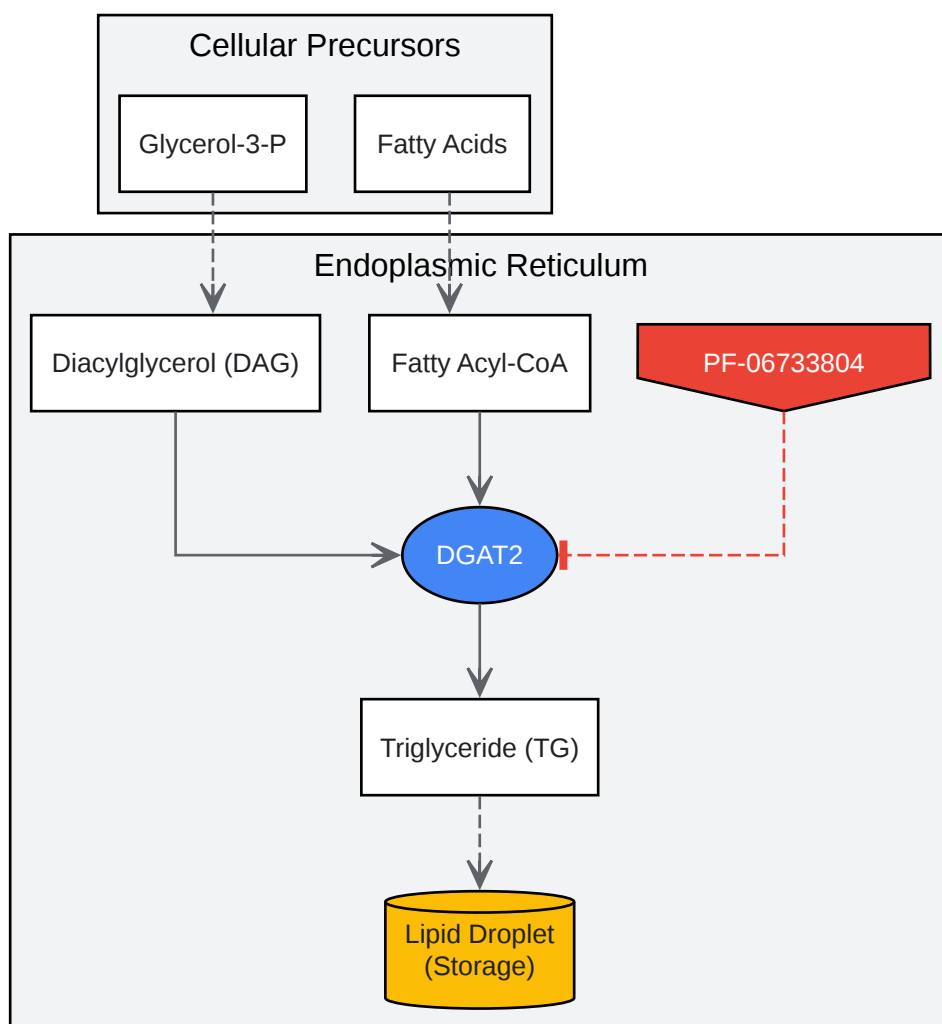 Cellular Precursors
Glycerol-3-P
Fatty Acids
Endoplasmic Reticulum
Diacylglycerol (DAG)
Fatty Acyl-CoA
PF-06733804
DGAT2
Triglyceride (TG)
Lipid Droplet
(Storage)